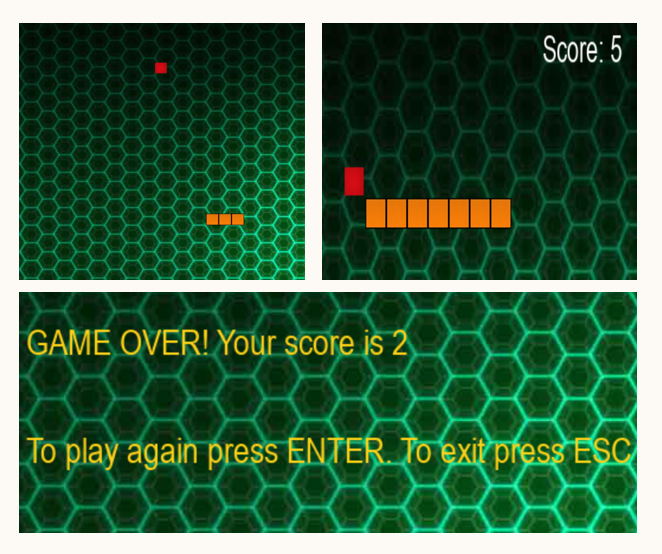 Score: 5
GAME OVER! Your score is 2
To play again press ENTER. To exit press ESC